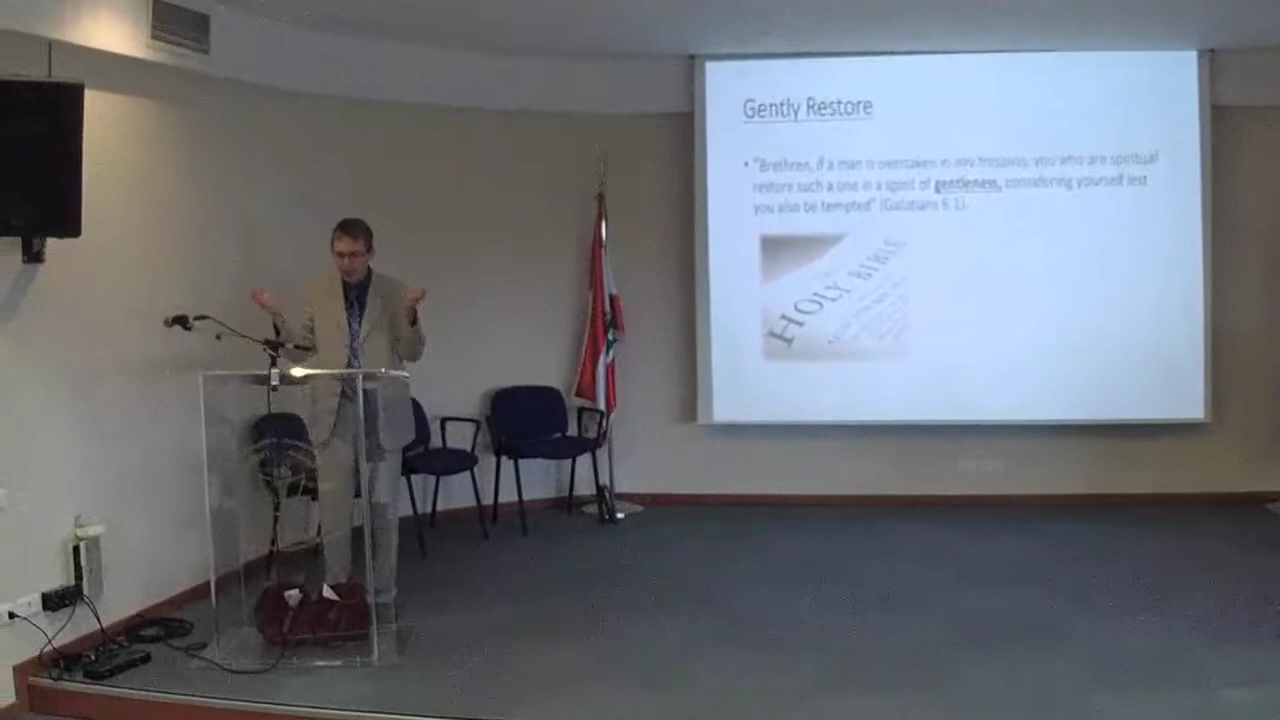 Gently Restore
• "Brethren, if a man is overtaken in any trespass, you who are spiritual
restore such a one in a spirit of gentleness, considering yourself lest
you also be tempted" (Galatians 6:1).
HOLY BIBLE